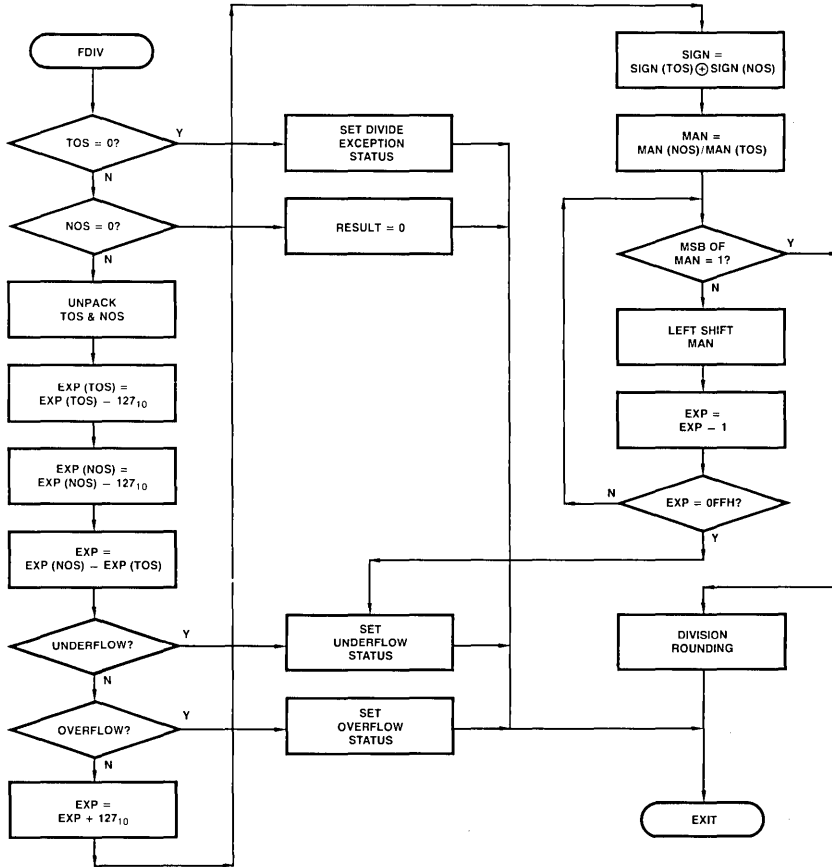 FDIV
TOS = 0?
Y
N
SET DIVIDE
EXCEPTION
STATUS
NOS = 0?
N
RESULT = 0
UNPACK
TOS & NOS
EXP (TOS) =
EXP (TOS) − 127₁₀
EXP (NOS) =
EXP (NOS) − 127₁₀
EXP =
EXP (NOS) − EXP (TOS)
UNDERFLOW?
Y
N
SET
UNDERFLOW
STATUS
OVERFLOW?
Y
N
SET
OVERFLOW
STATUS
EXP =
EXP + 127₁₀
SIGN =
SIGN (TOS) ⊕ SIGN (NOS)
MAN =
MAN (NOS)/MAN (TOS)
MSB OF
MAN = 1?
Y
N
LEFT SHIFT
MAN
EXP =
EXP − 1
EXP = 0FFH?
N
Y
DIVISION
ROUNDING
EXIT